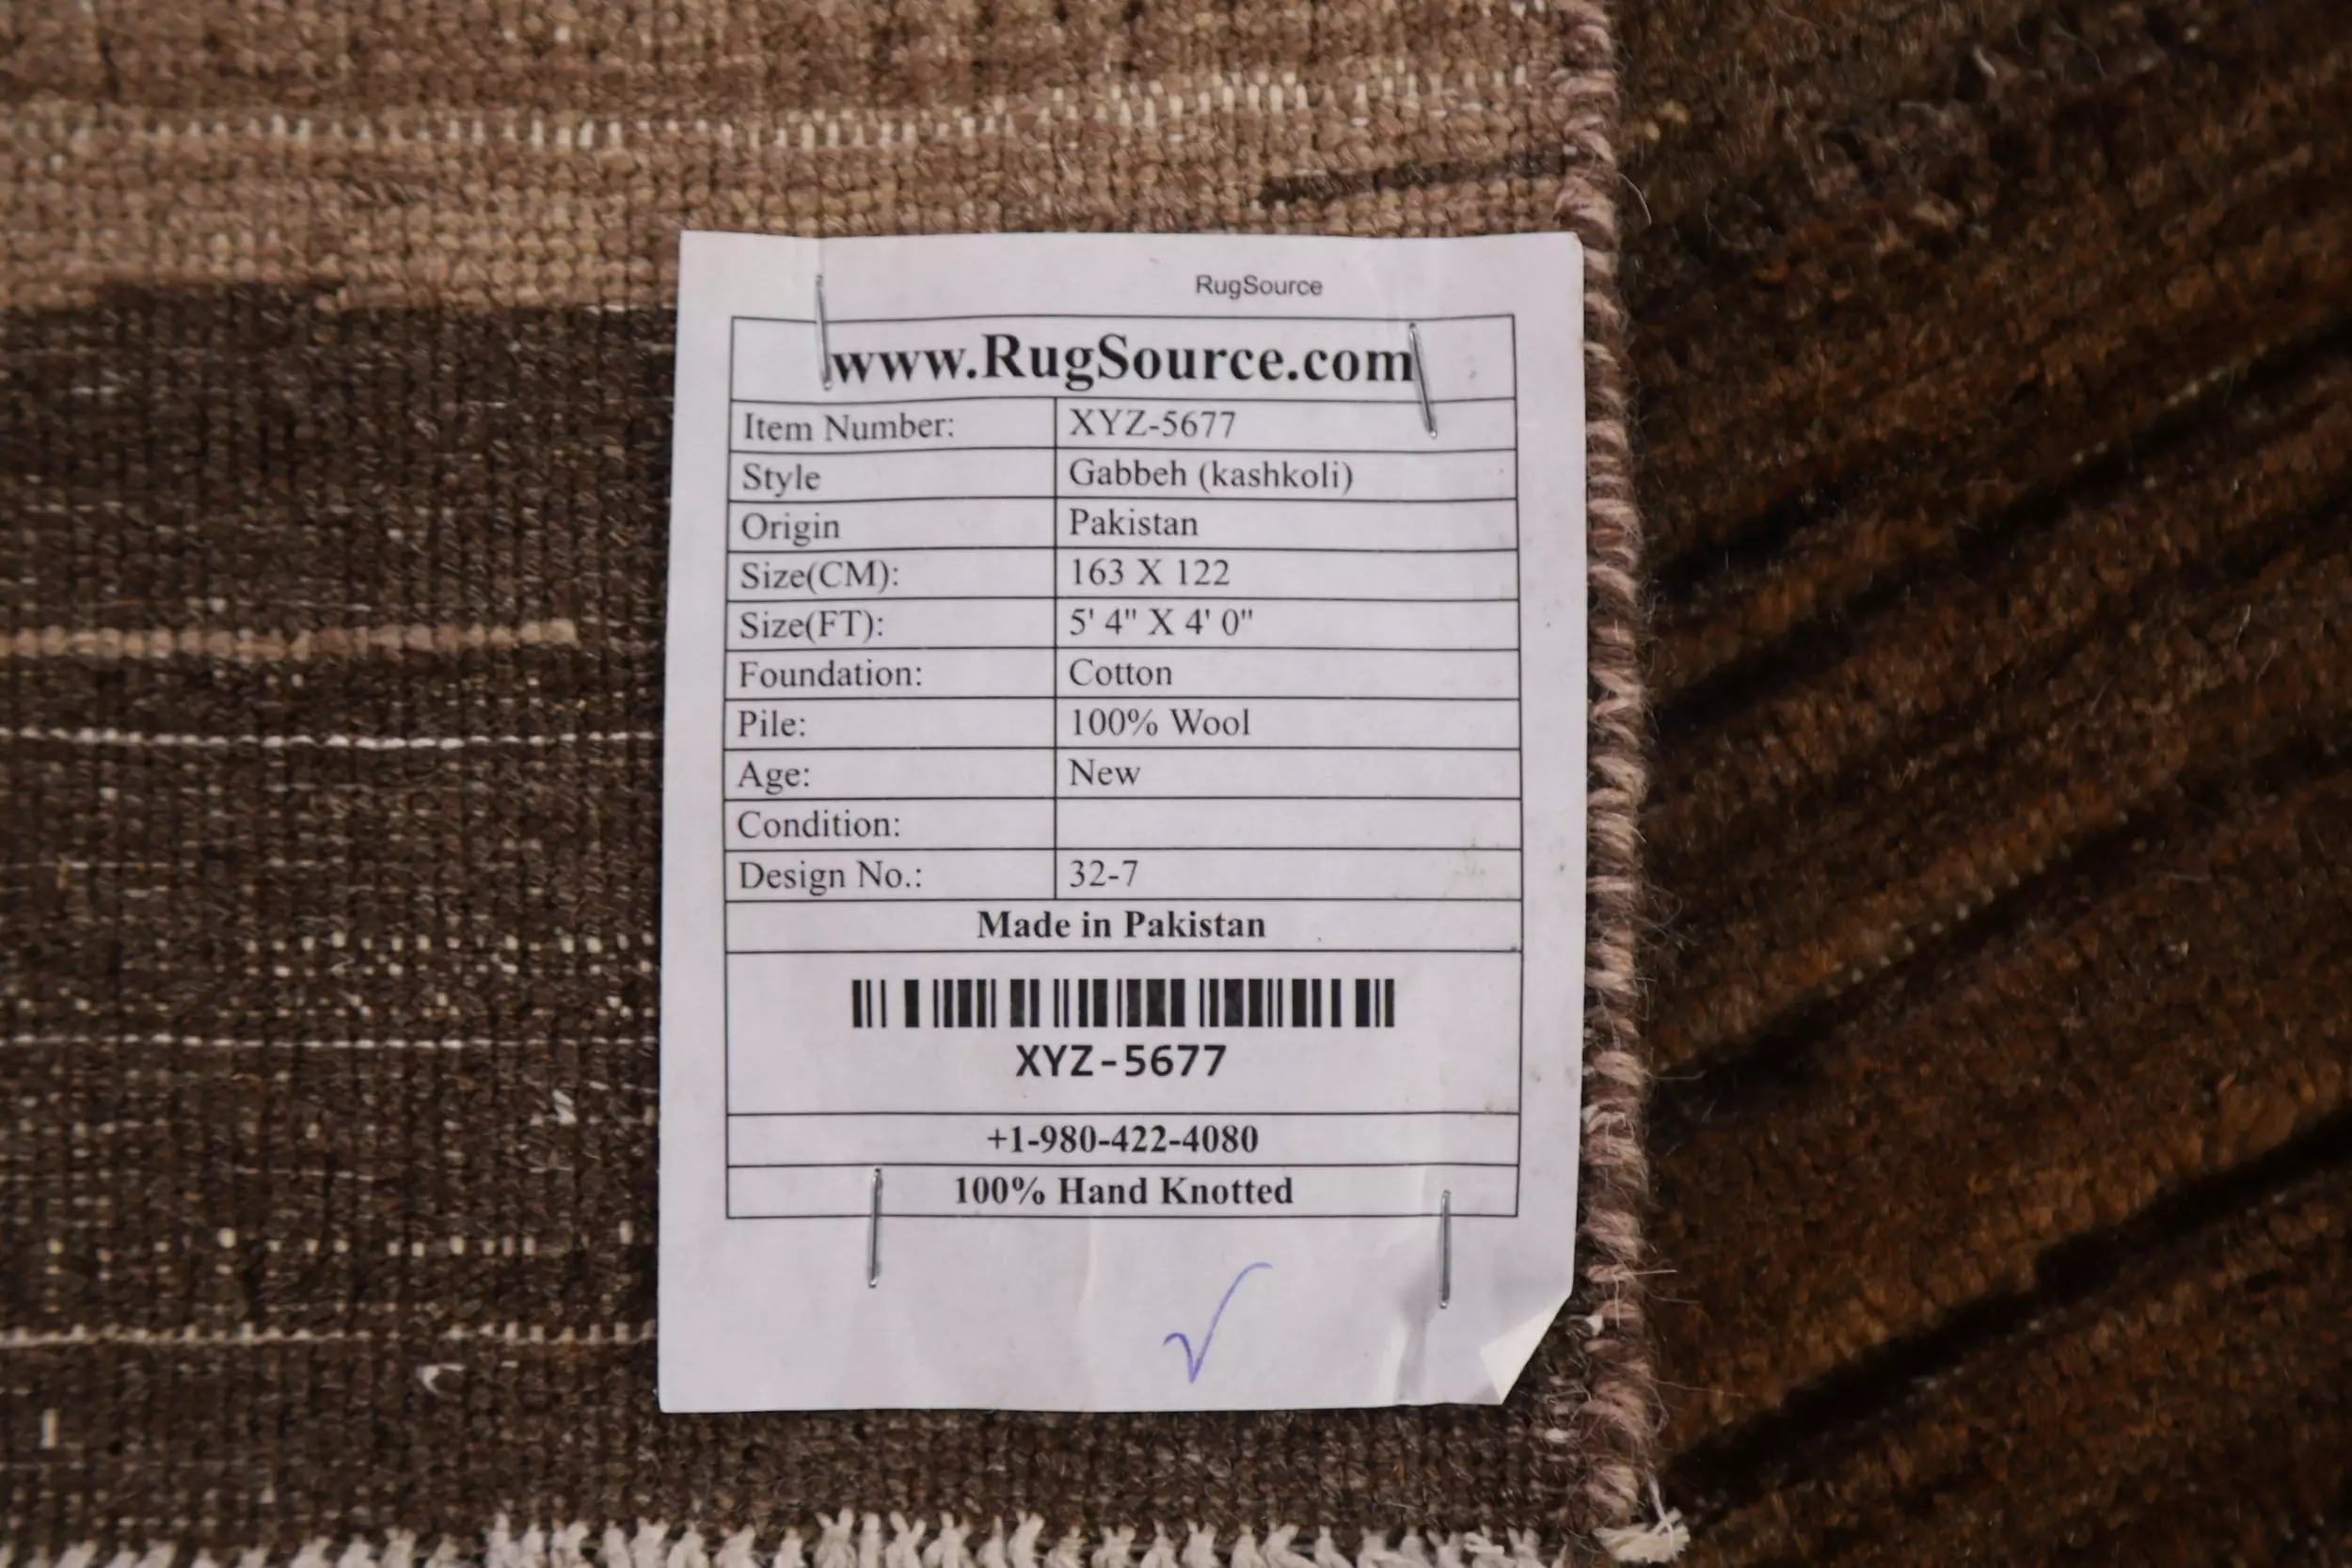 RugSource
www.RugSource.com
Item Number: XYZ-5677
Style Gabbeh (kashkoli)
Origin Pakistan
Size(CM): 163 X 122
Size(FT): 5' 4" X 4' 0"
Foundation: Cotton
Pile: 100% Wool
Age: New
Condition:
Design No.: 32-7
Made in Pakistan
XYZ-5677
+1-980-422-4080
100% Hand Knotted